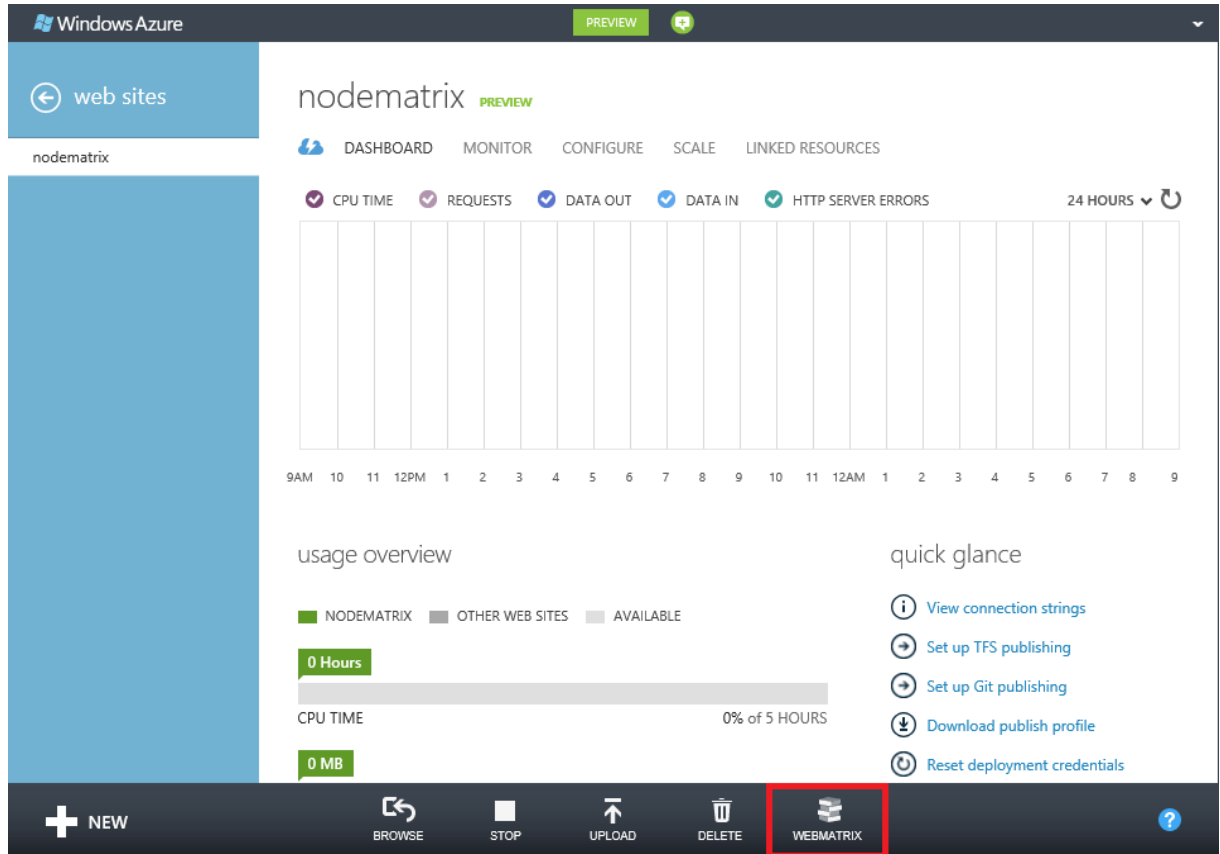 Windows Azure
PREVIEW
web sites
nodematrix
nodematrix PREVIEW
DASHBOARD MONITOR CONFIGURE SCALE LINKED RESOURCES
CPU TIME REQUESTS DATA OUT DATA IN HTTP SERVER ERRORS 24 HOURS
9AM 10 11 12PM 1 2 3 4 5 6 7 8 9 10 11 12AM 1 2 3 4 5 6 7 8 9
usage overview
NODEMATRIX OTHER WEB SITES AVAILABLE
0 Hours
CPU TIME 0% of 5 HOURS
0 MB
quick glance
View connection strings
Set up TFS publishing
Set up Git publishing
Download publish profile
Reset deployment credentials
NEW
BROWSE STOP UPLOAD DELETE WEBMATRIX
?